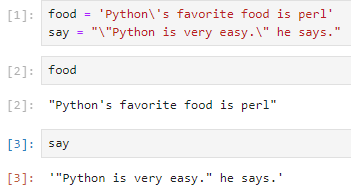 [1]: food = 'Python\'s favorite food is perl'
say = "\"Python is very easy.\" he says."
[2]: food
[2]: "Python's favorite food is perl"
[3]: say
[3]: '"Python is very easy." he says.'